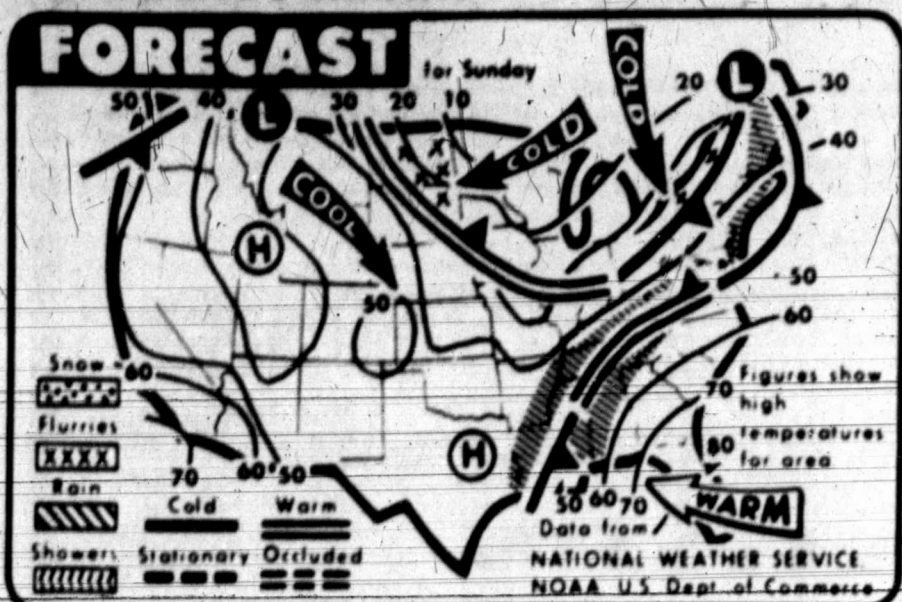 FORECAST
for Sunday
50 40 L 30 20 10
COLD
COLD
20 L 30
40
COOL
H
50
50
60
60
70
80
Figures show
high
temperatures
for area
H
70 60 50
50 60 70
WARM
Snow
Flurries
XXXX
Rain
Showers
Cold Warm
Stationary Occluded
Data from
NATIONAL WEATHER SERVICE
NOAA U.S. Dept. of Commerce